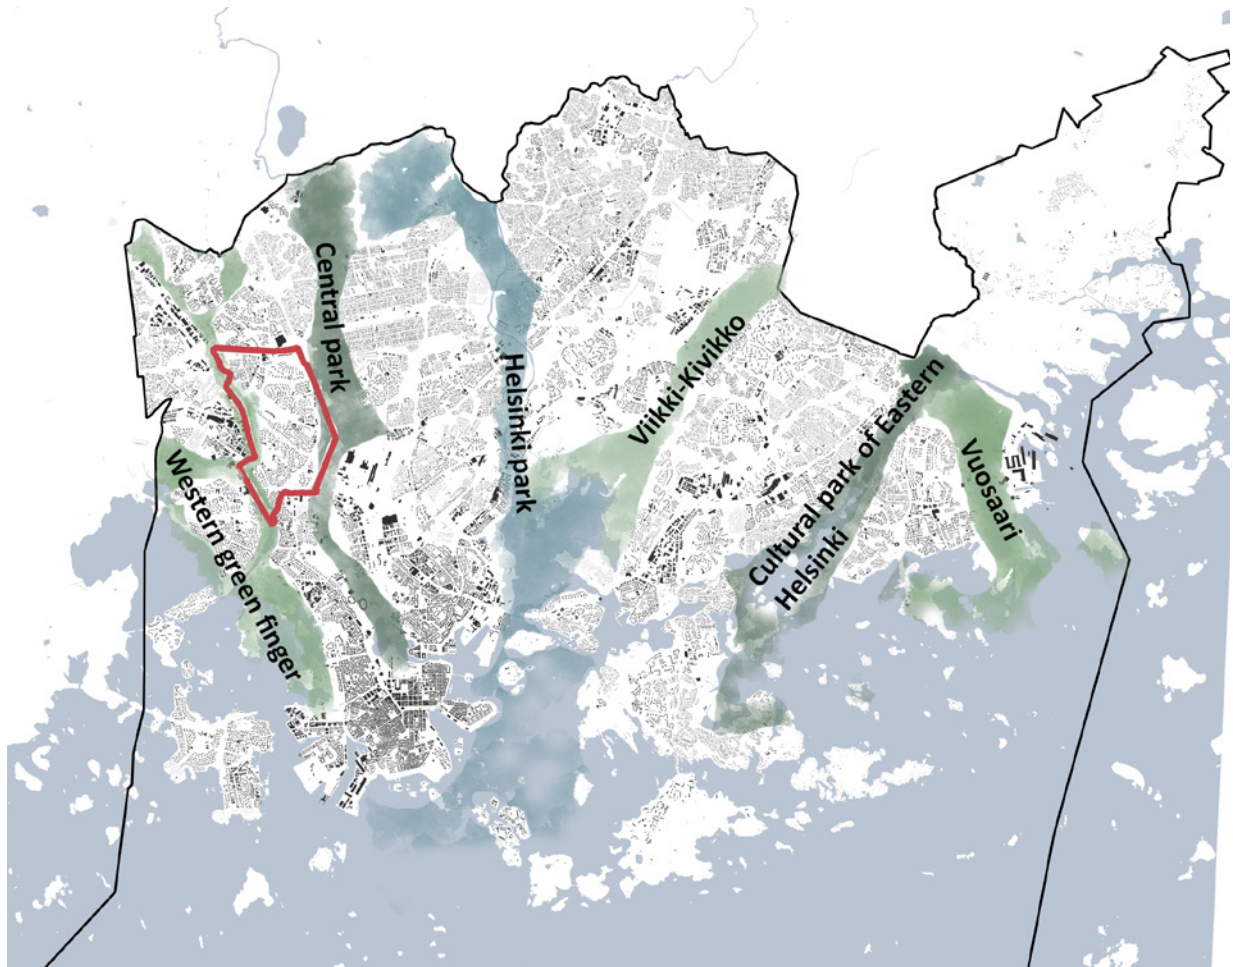 Central park
Helsinki park
Viikki-Kivikko
Cultural park of Eastern
Helsinki
Vuosaari
Western green finger